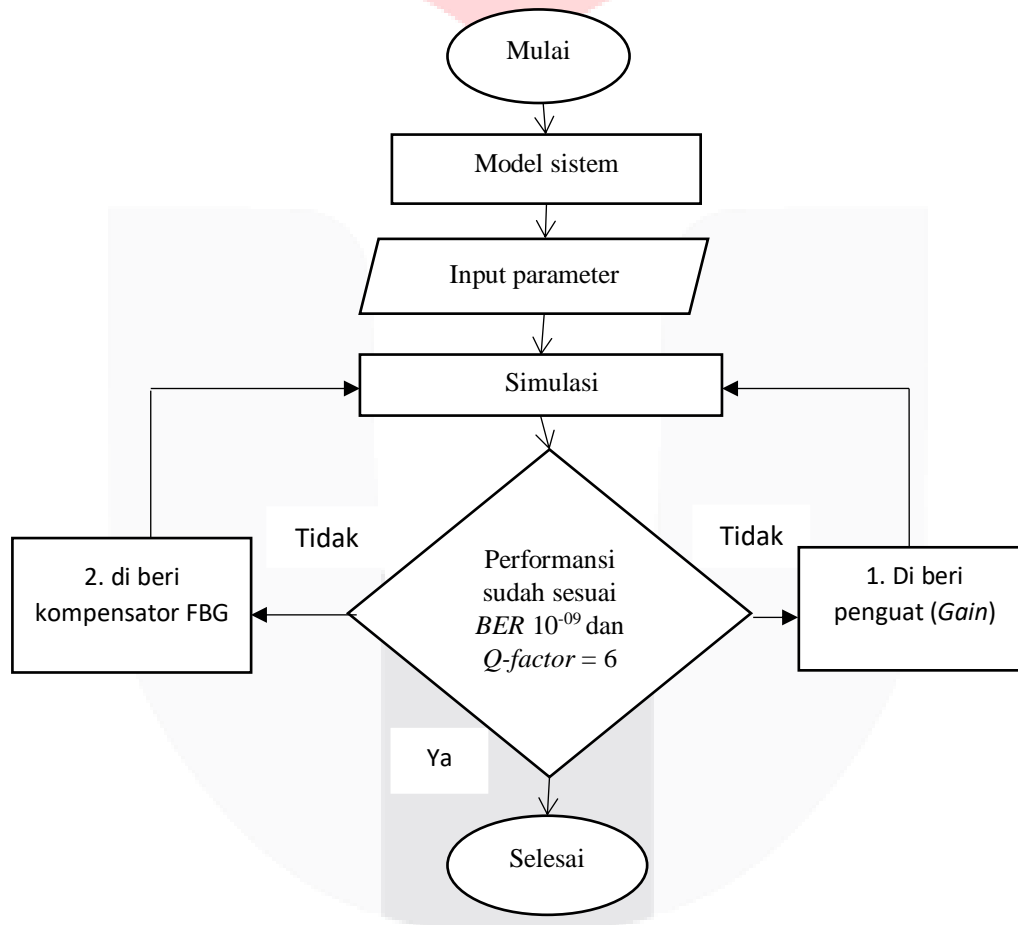 Mulai
Model sistem
Input parameter
Simulasi
Tidak
Tidak
2. di beri
kompensator FBG
Performansi
sudah sesuai
BER 10⁻⁰⁹ dan
Q-factor = 6
1. Di beri
penguat (Gain)
Ya
Selesai